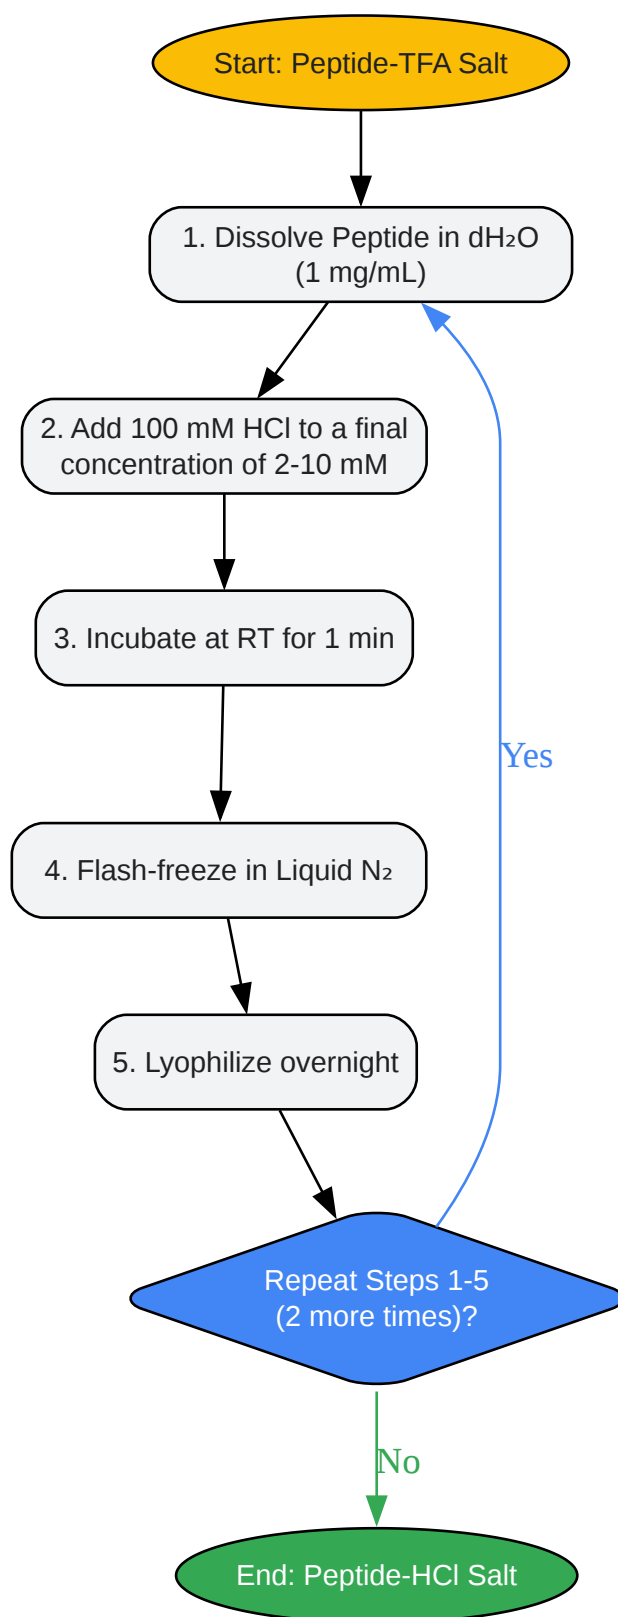 Start: Peptide-TFA Salt
1. Dissolve Peptide in dH₂O
(1 mg/mL)
2. Add 100 mM HCl to a final
concentration of 2-10 mM
3. Incubate at RT for 1 min
Yes
4. Flash-freeze in Liquid N₂
5. Lyophilize overnight
Repeat Steps 1-5
(2 more times)?
No
End: Peptide-HCl Salt